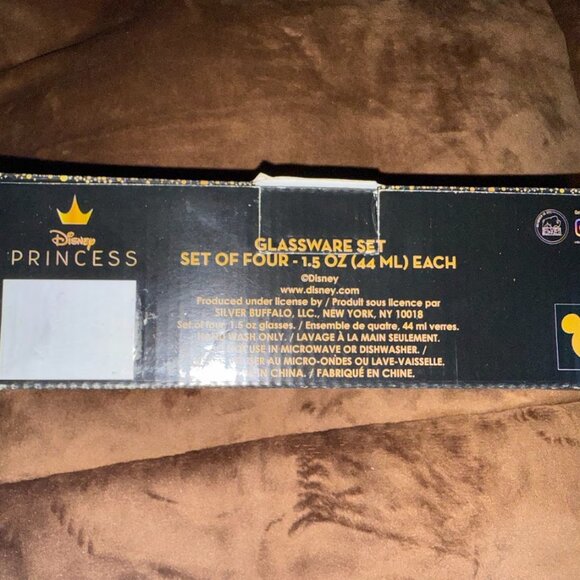 Disney
PRINCESS
GLASSWARE SET
SET OF FOUR - 1.5 OZ (44 ML) EACH
©Disney
www.disney.com
Produced under license by / Produit sous licence par
SILVER BUFFALO, LLC., NEW YORK, NY 10018
Set of four, 1.5 oz glasses. / Ensemble de quatre, 44 ml verres.
HAND WASH ONLY. / LAVAGE À LA MAIN SEULEMENT.
USE IN MICROWAVE OR DISHWASHER. /
AU MICRO-ONDES OU LAVE-VAISSELLE.
IN CHINA. / FABRIQUÉ EN CHINE.